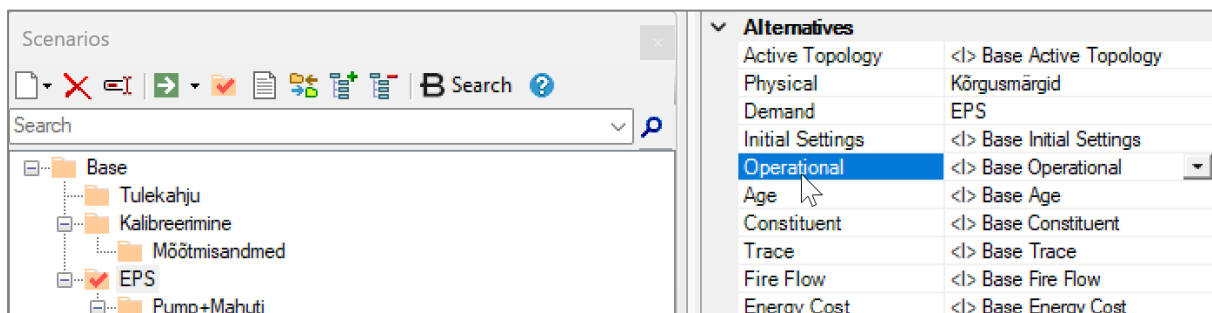 Scenarios
Search
Search
Base
Tulekahju
Kalibreerimine
Mõõtmisandmed
EPS
Pump+Mahuti
Alternatives
Active Topology <I> Base Active Topology
Physical Kõrgusmärgid
Demand EPS
Initial Settings <I> Base Initial Settings
Operational <I> Base Operational
Age <I> Base Age
Constituent <I> Base Constituent
Trace <I> Base Trace
Fire Flow <I> Base Fire Flow
Energy Cost <I> Base Energy Cost